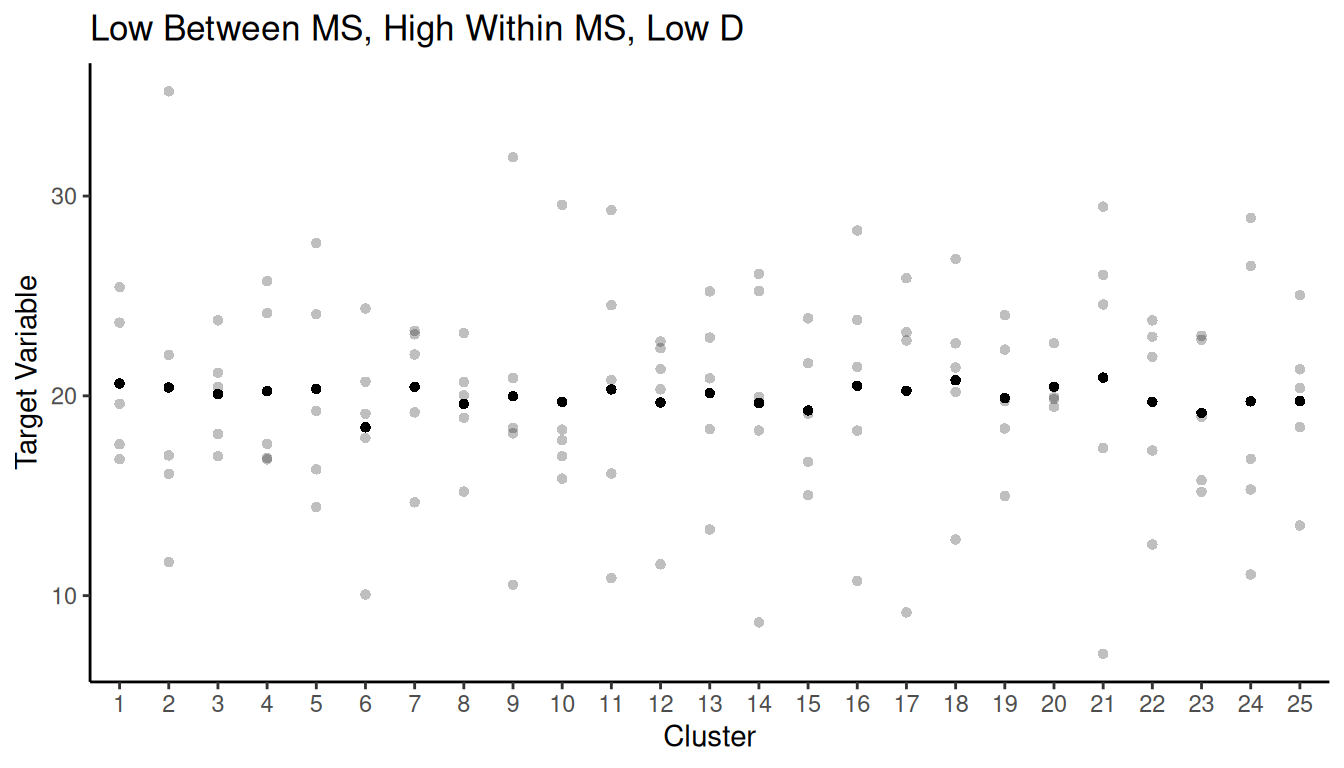 Low Between MS, High Within MS, Low D
Target Variable
30
20
10
1 2 3 4 5 6 7 8 9 10 11 12 13 14 15 16 17 18 19 20 21 22 23 24 25
Cluster